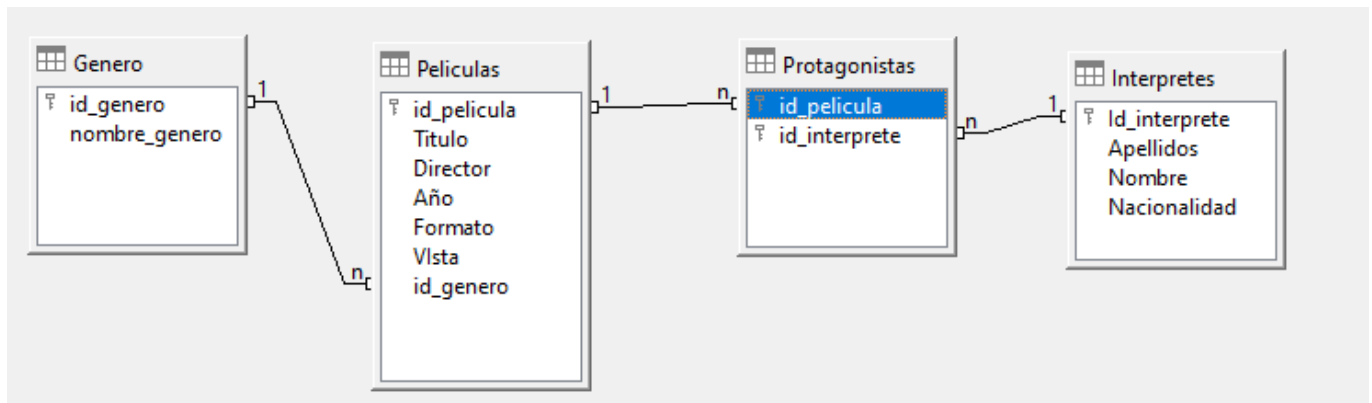 Genero
id_genero
nombre_genero
1
n
Peliculas
id_pelicula
Titulo
Director
Año
Formato
VIsta
id_genero
1
n
Protagonistas
id_pelicula
id_interprete
n
1
Interpretes
Id_interprete
Apellidos
Nombre
Nacionalidad